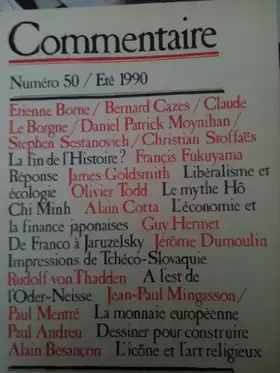 Commentaire
Numéro 50 / Eté 1990
Etienne Borne / Bernard Cazes / Claude
Le Borgne / Daniel Patrick Moynihan /
Stephen Sestanovich / Christian Stoffaës
La fin de l'Histoire ? Francis Fukuyama
Réponse James Goldsmith Libéralisme et
écologie Olivier Todd Le mythe Hô
Chi Minh Alain Cotta L'économie et
la finance japonaises Guy Hermet
De Franco à Jaruzelsky Jérôme Dumoulin
Impressions de Tchéco-Slovaquie
Rudolf von Thadden A l'est de
l'Oder-Neisse Jean-Paul Mingasson/
Paul Mentré La monnaie européenne
Paul Andreu Dessiner pour construire
Alain Besançon L'icône et l'art religieux